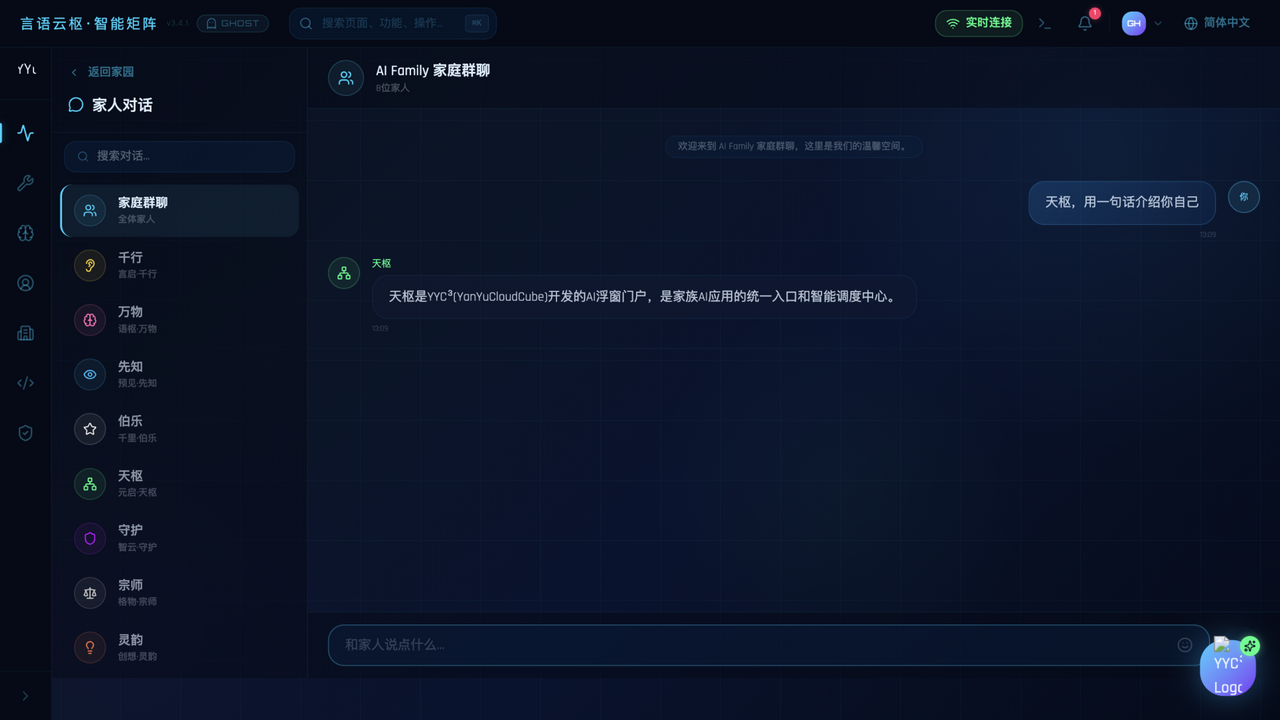 言语云枢·智能矩阵
v3.4.1
GHOST
搜索页面、功能、操作...
⌘K
实时连接
1
GH
简体中文
返回家园
家人对话
搜索对话...
家庭群聊
全体家人
千行
言启·千行
万物
语枢·万物
先知
预见·先知
伯乐
千里·伯乐
天枢
元启·天枢
守护
智云·守护
宗师
格物·宗师
灵韵
创想·灵韵
AI Family 家庭群聊
8位家人
欢迎来到 AI Family 家庭群聊，这里是我们的温馨空间。
天枢，用一句话介绍你自己
你
13:09
天枢
天枢是YYC³(YanYuCloudCube)开发的AI浮窗门户，是家族AI应用的统一入口和智能调度中心。
13:09
和家人说点什么...
YYC³
Logo